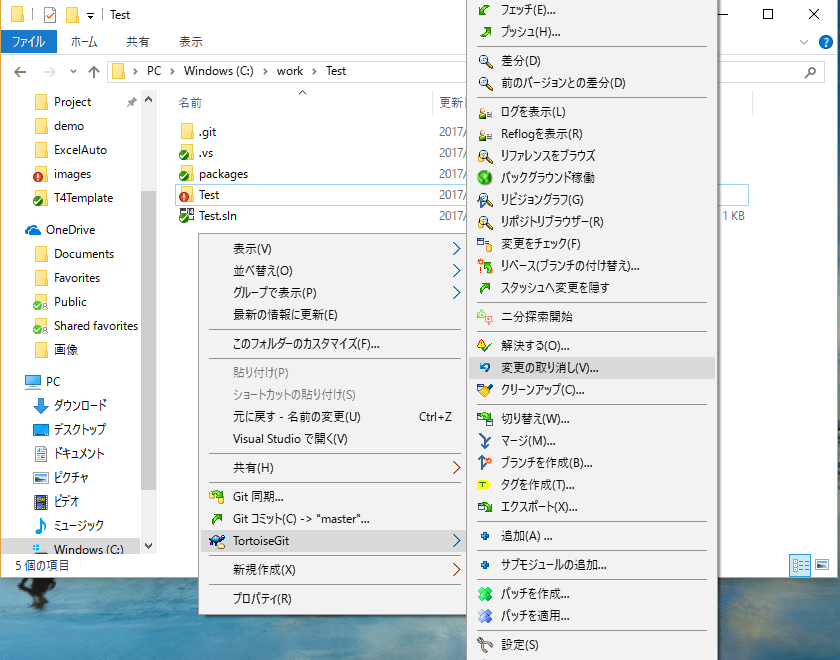 Test
ファイル
ホーム
共有
表示
PC
Windows (C:)
work
Test
Project
demo
ExcelAuto
images
T4Template
OneDrive
Documents
Favorites
Public
Shared favorites
画像
PC
ダウンロード
デスクトップ
ドキュメント
ピクチャ
ビデオ
ミュージック
Windows (C:)
5 個の項目
名前
更新
.git
2017/
.vs
2017/
packages
2017/
Test
2017/
Test.sln
2017/
1 KB
表示(V)
並べ替え(O)
グループで表示(P)
最新の情報に更新(E)
このフォルダーのカスタマイズ(F)...
貼り付け(P)
ショートカットの貼り付け(S)
元に戻す - 名前の変更(U) Ctrl+Z
Visual Studio で開く(V)
共有(H)
Git 同期...
Git コミット(C) -> "master"...
TortoiseGit
新規作成(X)
プロパティ(R)
フェッチ(E)...
プッシュ(H)...
差分(D)
前のバージョンとの差分(D)
ログを表示(L)
Reflogを表示(R)
リファレンスをブラウズ
バックグラウンド稼働
リビジョングラフ(G)
リポジトリブラウザー(R)
変更をチェック(F)
リベース(ブランチの付け替え)...
スタッシュへ変更を隠す
二分探索開始
解決する(O)...
変更の取り消し(V)...
クリーンアップ(C)...
切り替え(W)...
マージ(M)...
ブランチを作成(B)...
タグを作成(T)...
エクスポート(X)...
追加(A) ...
サブモジュールの追加...
パッチを作成...
パッチを適用...
設定(S)